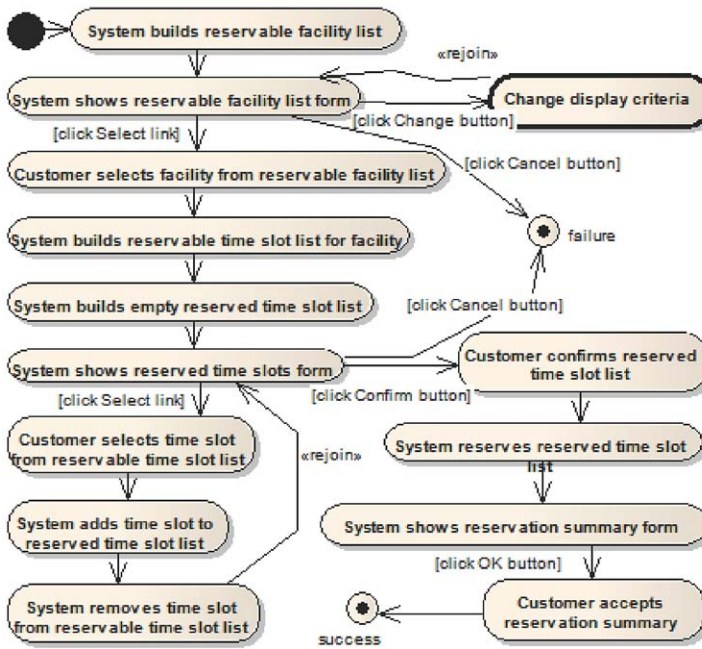 System builds reservable facility list
«rejoin»
System shows reservable facility list form
Change display criteria
[click Change button]
[click Select link]
[click Cancel button]
Customer selects facility from reservable facility list
failure
System builds reservable time slot list for facility
System builds empty reserved time slot list
[click Cancel button]
System shows reserved time slots form
Customer confirms reserved
time slot list
[click Select link]
[click Confirm button]
Customer selects time slot
from reservable time slot list
«rejoin»
System reserves reserved time slot
list
System adds time slot to
reserved time slot list
System shows reservation summary form
[click OK button]
System removes time slot
from reservable time slot list
Customer accepts
reservation summary
success